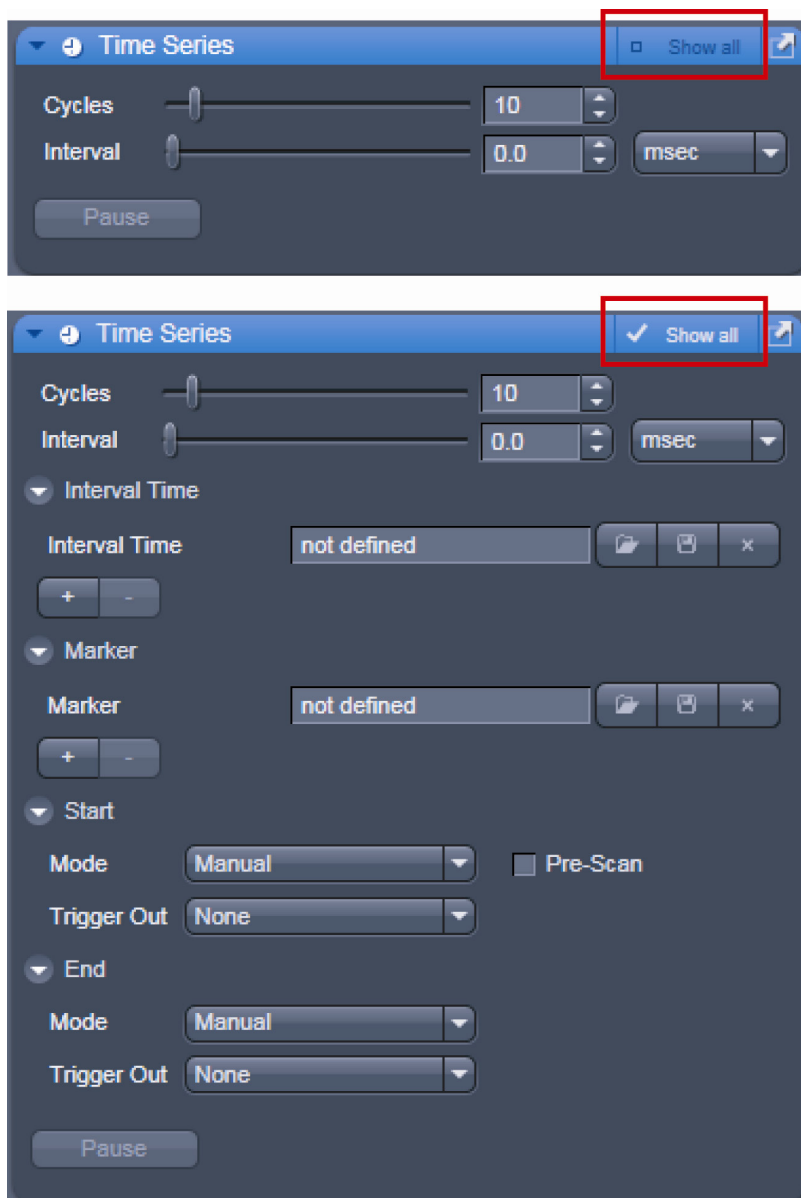 Time Series Show all
Cycles 10
Interval 0.0 msec
Pause
Time Series Show all
Cycles 10
Interval 0.0 msec
Interval Time
Interval Time not defined
+ -
Marker
Marker not defined
+ -
Start
Mode Manual Pre-Scan
Trigger Out None
End
Mode Manual
Trigger Out None
Pause